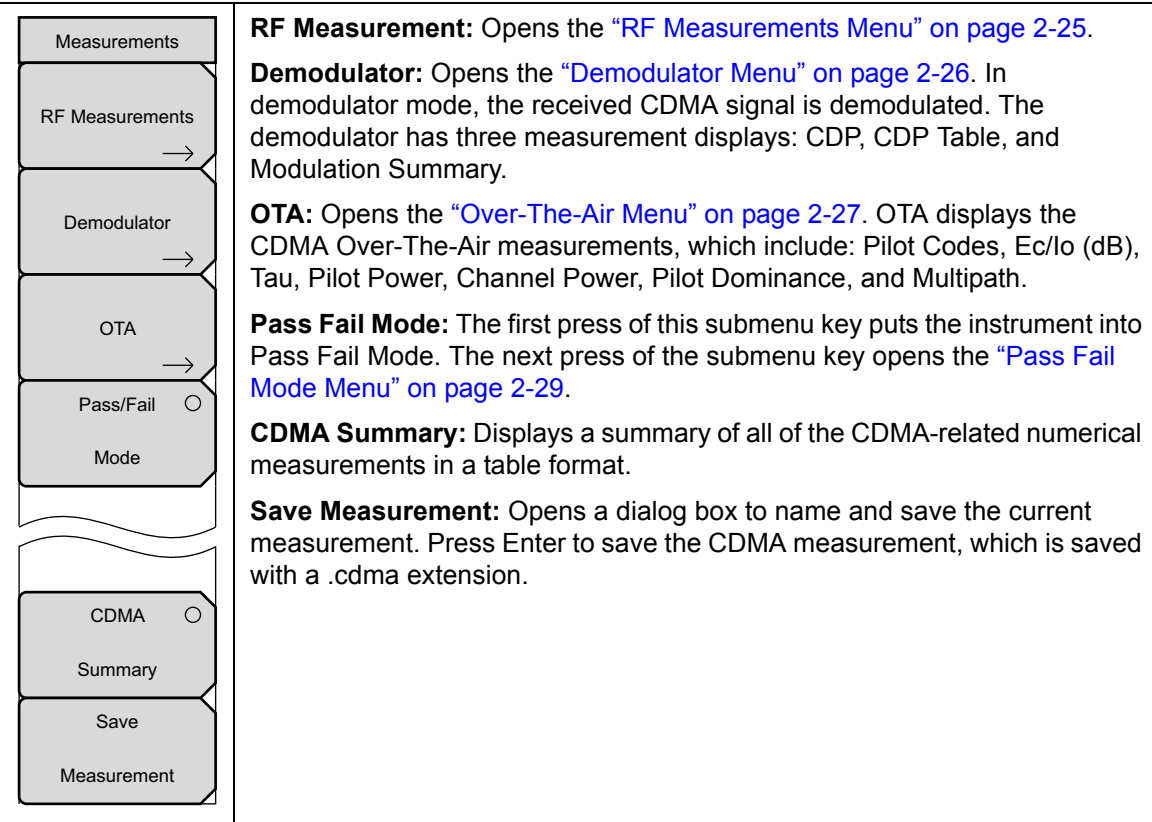 Measurements
RF Measurements
Demodulator
OTA
Pass/Fail
Mode
CDMA
Summary
Save
Measurement
RF Measurement: Opens the “RF Measurements Menu” on page 2-25.
Demodulator: Opens the “Demodulator Menu” on page 2-26. In
demodulator mode, the received CDMA signal is demodulated. The
demodulator has three measurement displays: CDP, CDP Table, and
Modulation Summary.
OTA: Opens the “Over-The-Air Menu” on page 2-27. OTA displays the
CDMA Over-The-Air measurements, which include: Pilot Codes, Ec/Io (dB),
Tau, Pilot Power, Channel Power, Pilot Dominance, and Multipath.
Pass Fail Mode: The first press of this submenu key puts the instrument into
Pass Fail Mode. The next press of the submenu key opens the “Pass Fail
Mode Menu” on page 2-29.
CDMA Summary: Displays a summary of all of the CDMA-related numerical
measurements in a table format.
Save Measurement: Opens a dialog box to name and save the current
measurement. Press Enter to save the CDMA measurement, which is saved
with a .cdma extension.